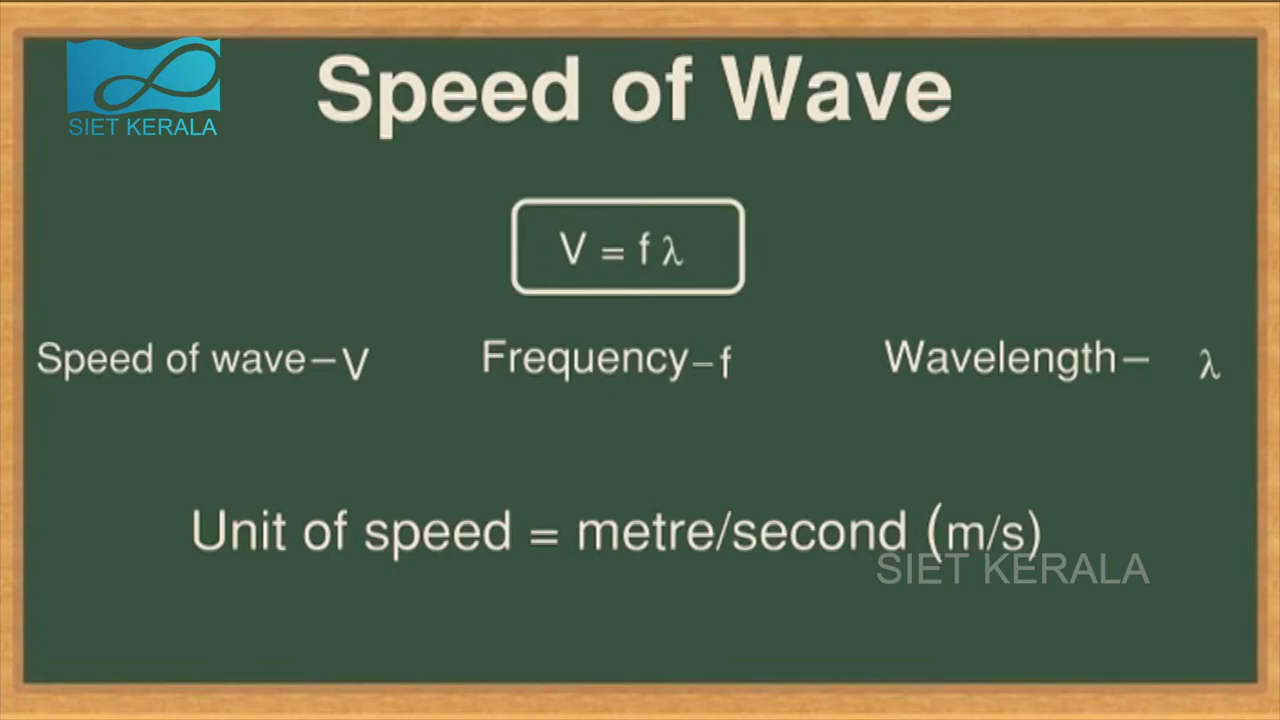 SIET KERALA
Speed of Wave
V = f λ
Speed of wave–V
Frequency–f
Wavelength– λ
Unit of speed = metre/second (m/s)
SIET KERALA